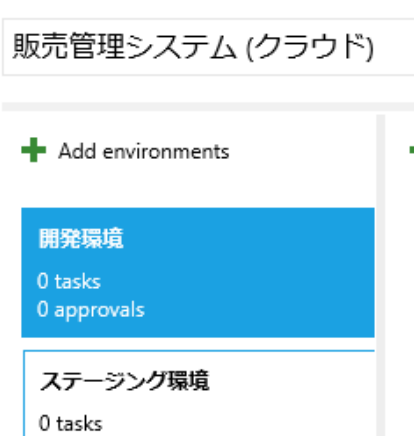 販売管理システム (クラウド)
Add environments
開発環境
0 tasks
0 approvals
ステージング環境
0 tasks